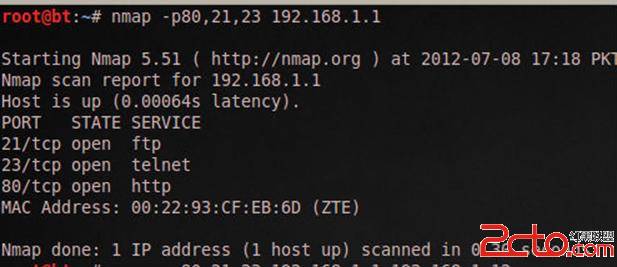 root@bt:~# nmap -p80,21,23 192.168.1.1
Starting Nmap 5.51 ( http://nmap.org ) at 2012-07-08 17:18 PKT
Nmap scan report for 192.168.1.1
Host is up (0.00064s latency).
PORT STATE SERVICE
21/tcp open ftp
23/tcp open telnet
80/tcp open http
MAC Address: 00:22:93:CF:EB:6D (ZTE)
Nmap done: 1 IP address (1 host up) scanned in
2cto.com
红黑联盟